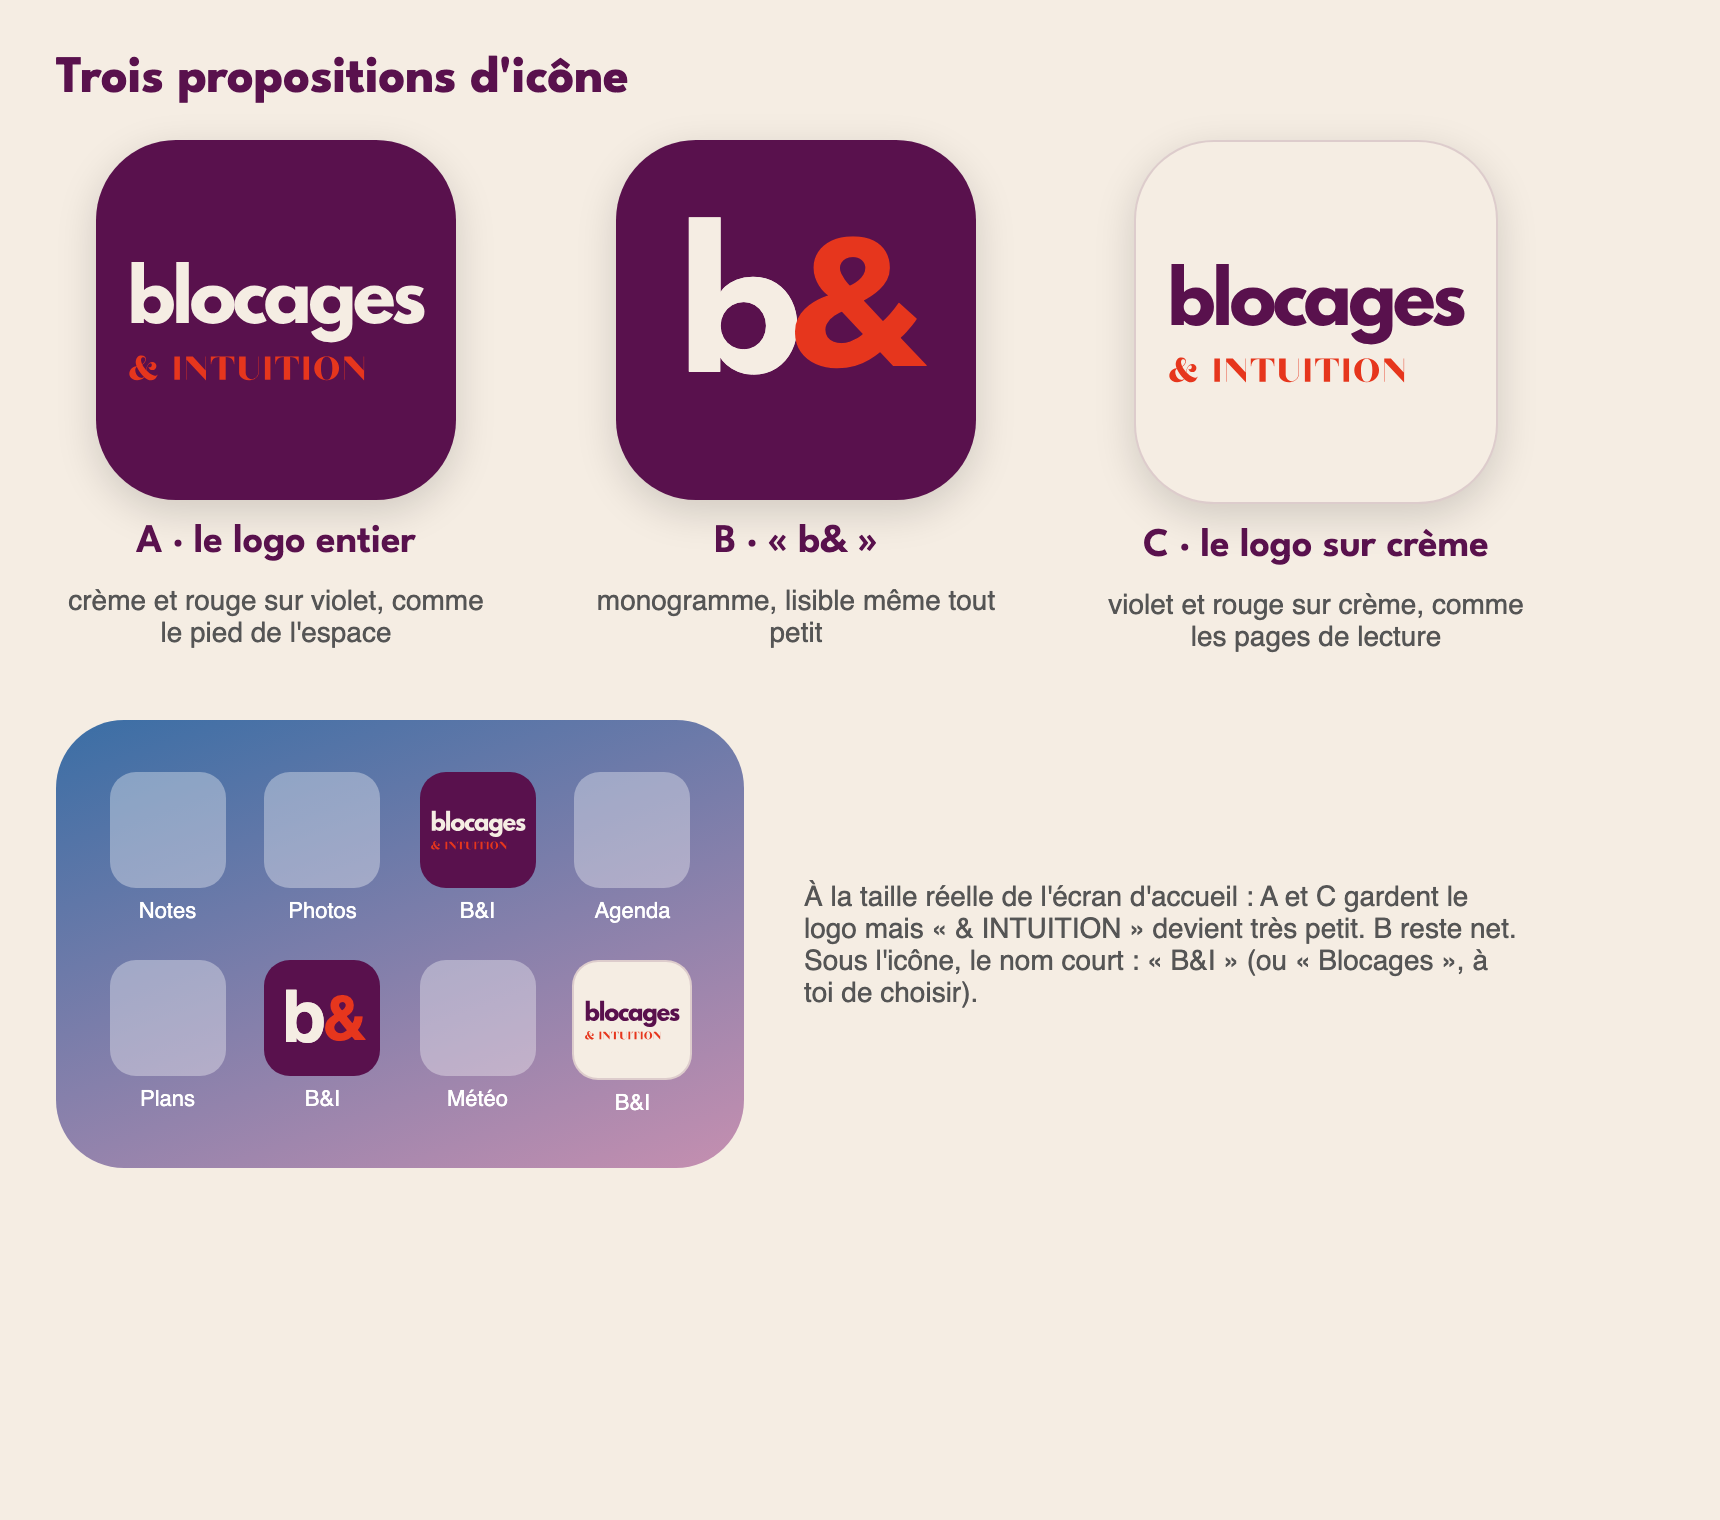 Trois propositions d'icône
blocages
& INTUITION
b&
blocages
& INTUITION
A · le logo entier
crème et rouge sur violet, comme
le pied de l'espace
B · « b& »
monogramme, lisible même tout
petit
C · le logo sur crème
violet et rouge sur crème, comme
les pages de lecture
blocages
& INTUITION
Notes
Photos
B&I
Agenda
b&
blocages
& INTUITION
Plans
B&I
Météo
B&I
À la taille réelle de l'écran d'accueil : A et C gardent le
logo mais « & INTUITION » devient très petit. B reste net.
Sous l'icône, le nom court : « B&I » (ou « Blocages », à
toi de choisir).